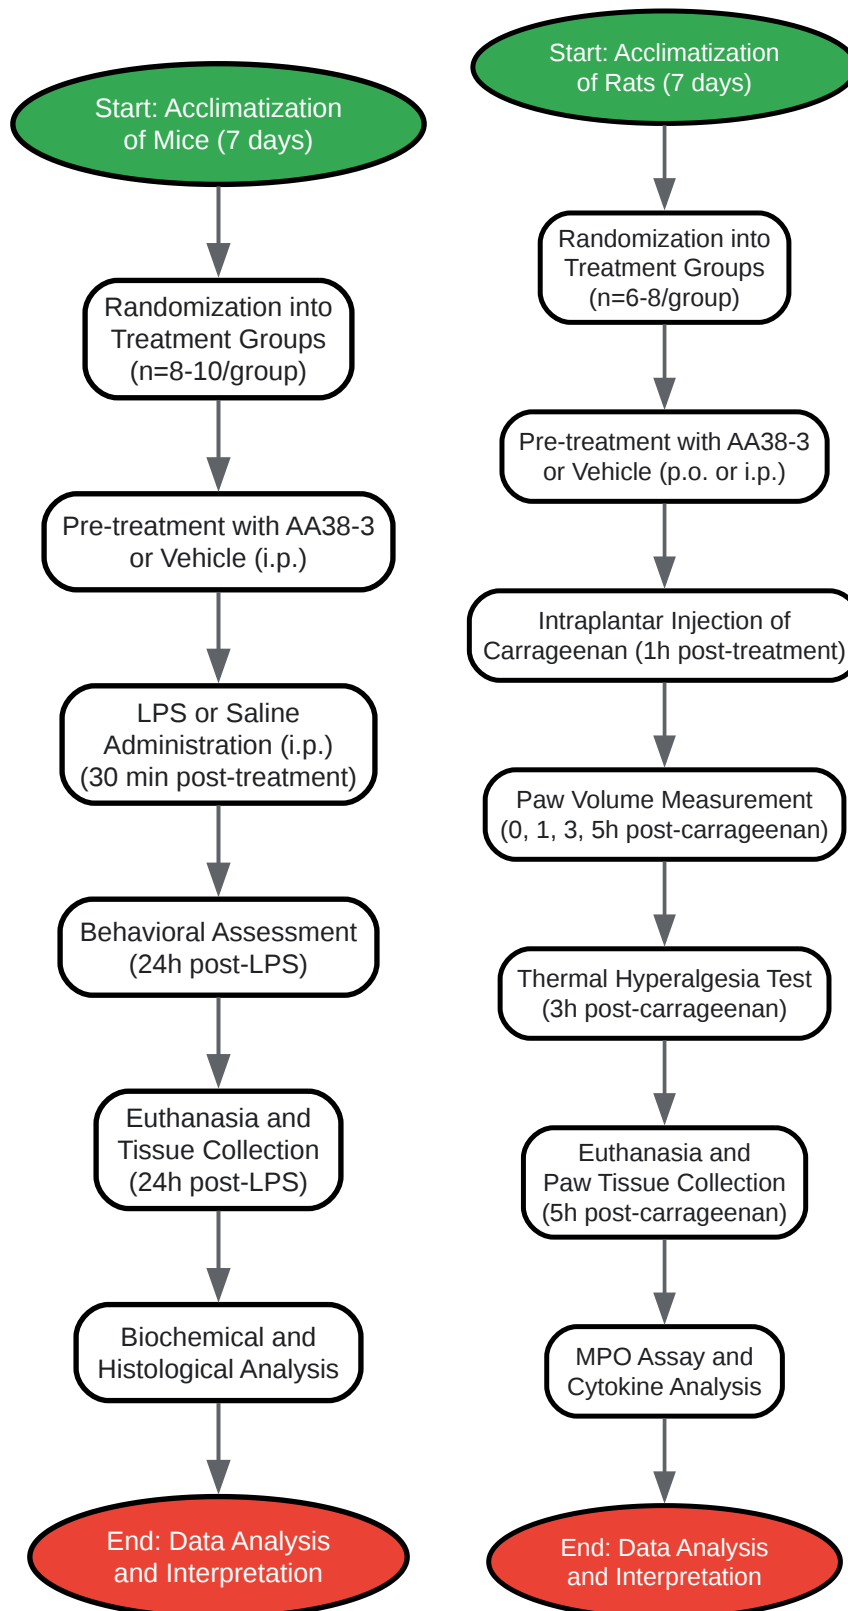 Start: Acclimatization
of Mice (7 days)
Randomization into
Treatment Groups
(n=8-10/group)
Pre-treatment with AA38-3
or Vehicle (i.p.)
LPS or Saline
Administration (i.p.)
(30 min post-treatment)
Behavioral Assessment
(24h post-LPS)
Euthanasia and
Tissue Collection
(24h post-LPS)
Biochemical and
Histological Analysis
End: Data Analysis
and Interpretation
Start: Acclimatization
of Rats (7 days)
Randomization into
Treatment Groups
(n=6-8/group)
Pre-treatment with AA38-3
or Vehicle (p.o. or i.p.)
Intraplantar Injection of
Carrageenan (1h post-treatment)
Paw Volume Measurement
(0, 1, 3, 5h post-carrageenan)
Thermal Hyperalgesia Test
(3h post-carrageenan)
Euthanasia and
Paw Tissue Collection
(5h post-carrageenan)
MPO Assay and
Cytokine Analysis
End: Data Analysis
and Interpretation